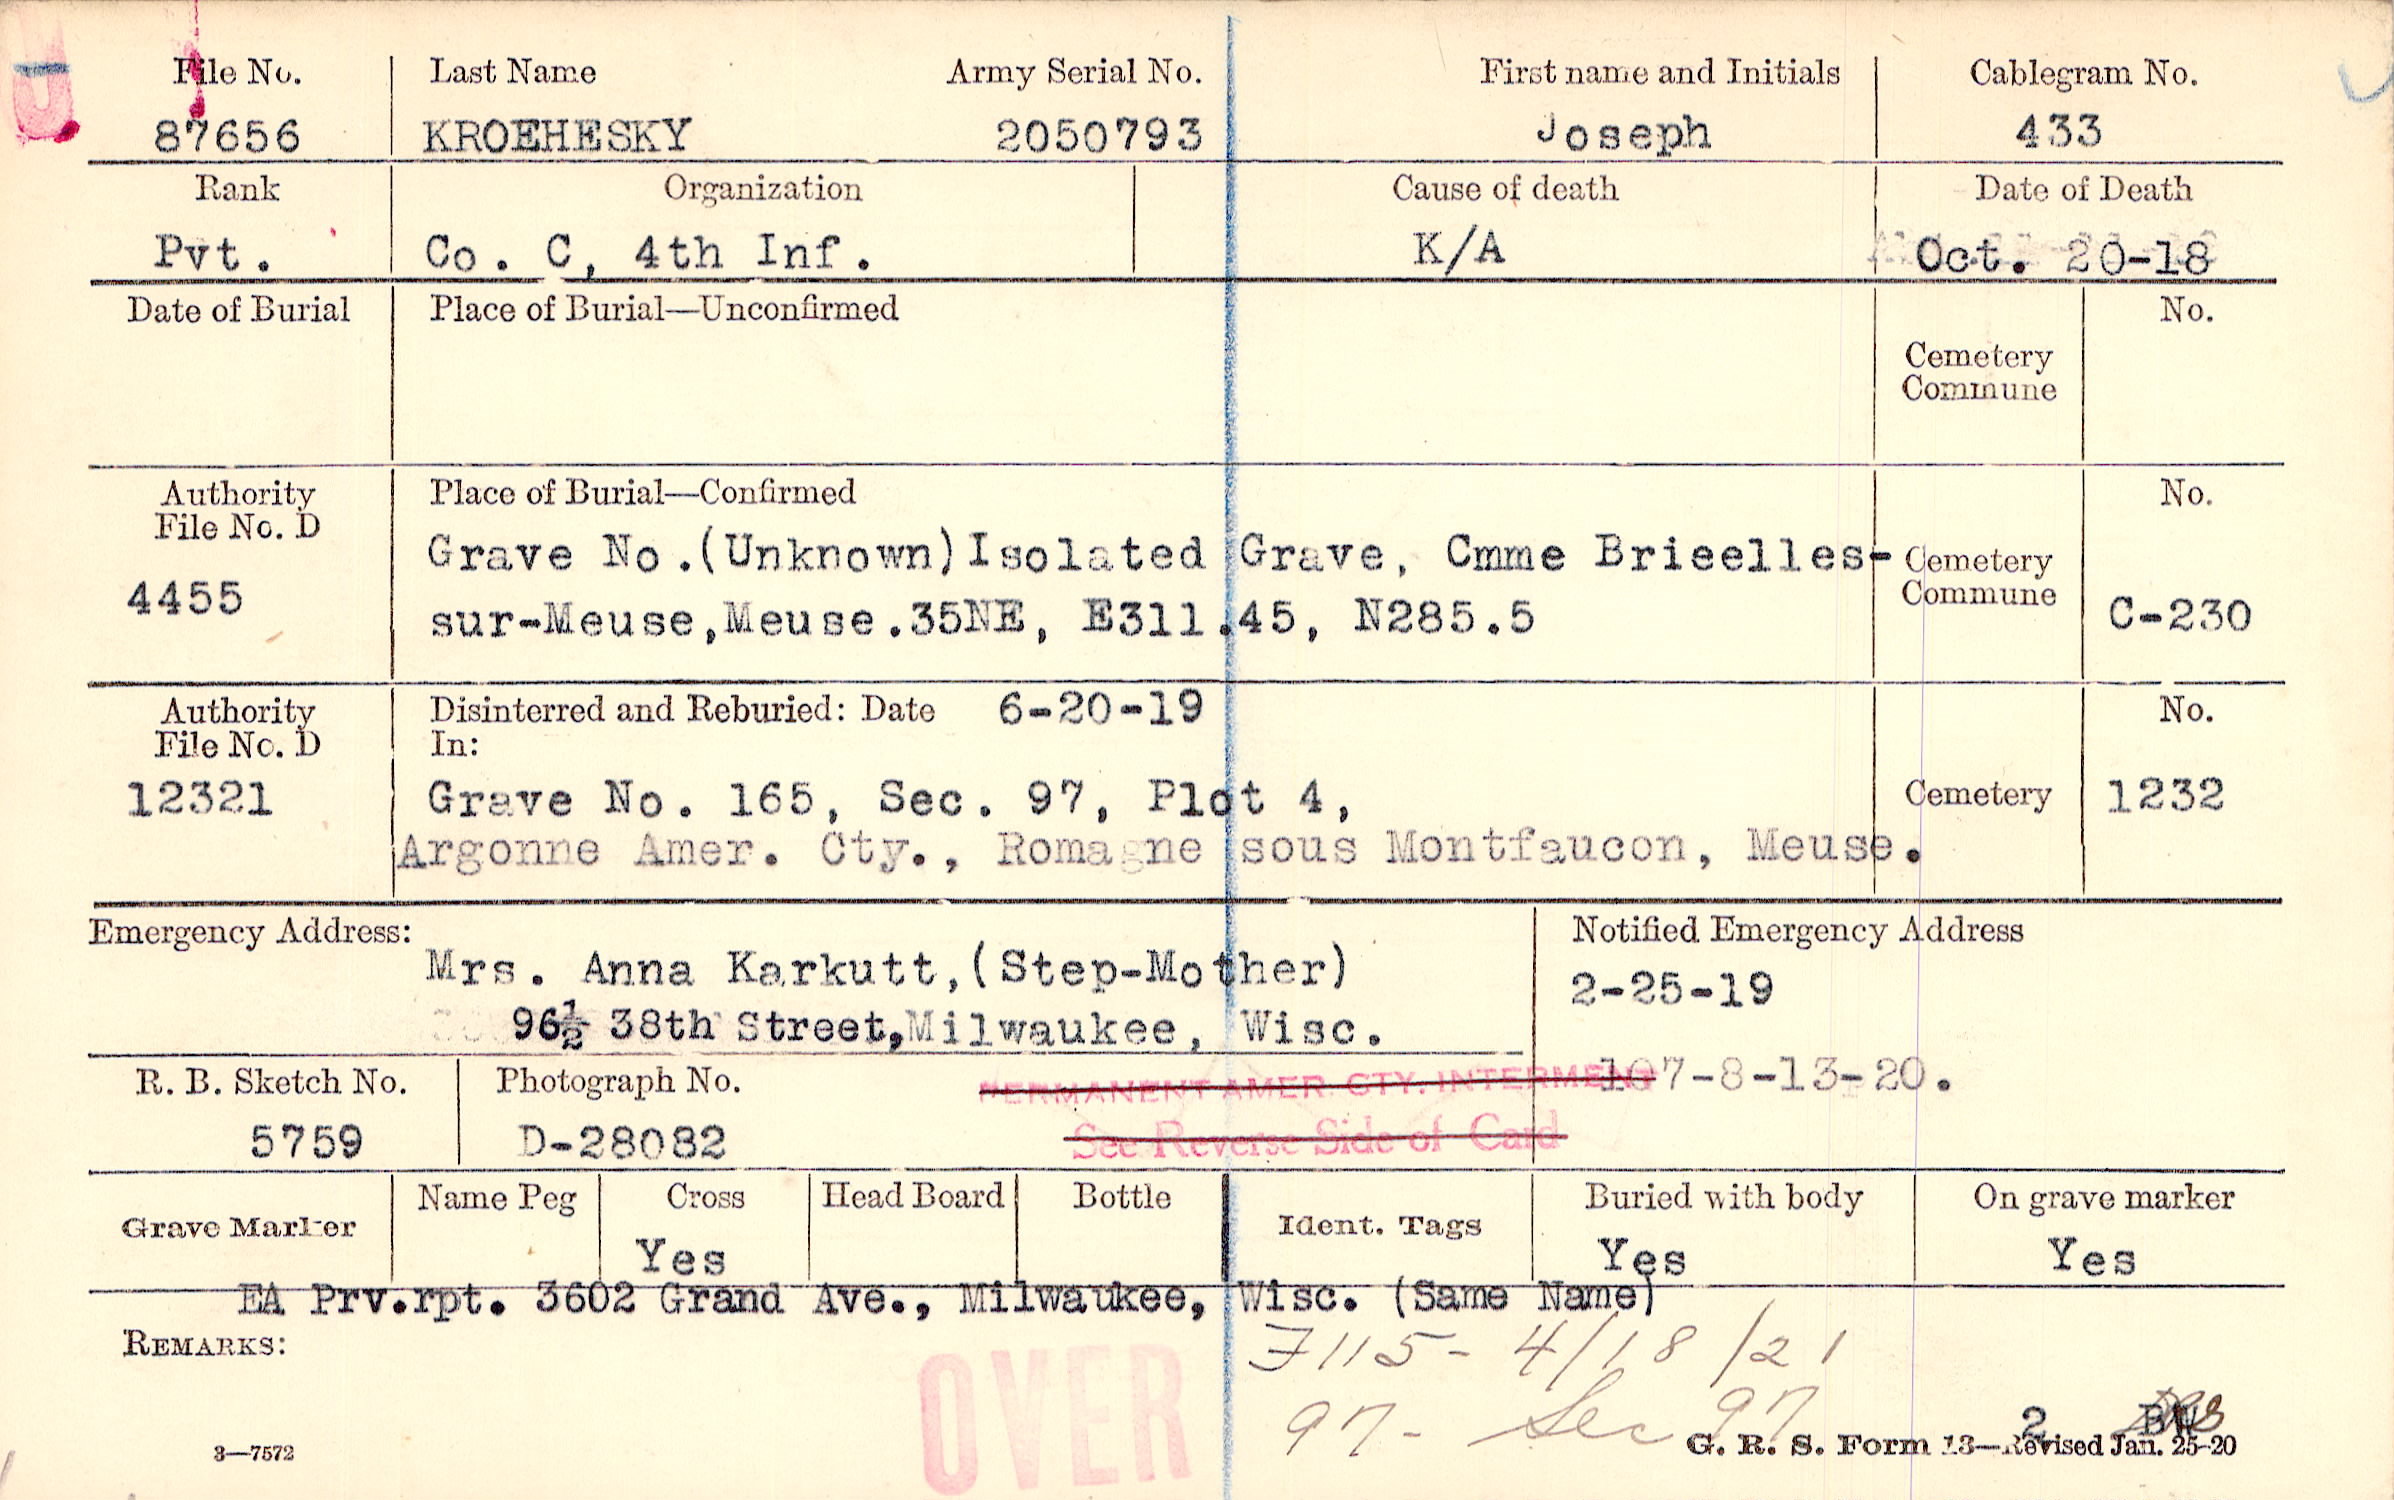 File No. Last Name Army Serial No. First name and Initials Cablegram No.
87656 KROEHESKY 2050793 Joseph 433
Rank Organization Cause of death Date of Death
Pvt. Co. C, 4th Inf. K/A Oct. 20-18
Date of Burial Place of Burial—Unconfirmed No.
Cemetery
Commune
Authority Place of Burial—Confirmed No.
File No. D
Grave No.(Unknown)Isolated Grave, Cmme Brieelles- Cemetery
4455 Commune
sur-Meuse,Meuse.35NE, E311.45, N285.5 C-230
Authority Disinterred and Reburied: Date 6-20-19 No.
File No. D In:
12321 Grave No. 165, Sec. 97, Plot 4, Cemetery 1232
Argonne Amer. Cty., Romagne sous Montfaucon, Meuse.
Emergency Address: Notified Emergency Address
Mrs. Anna Karkutt,(Step-Mother) 2-25-19
96½ 38th Street,Milwaukee, Wisc.
R. B. Sketch No. Photograph No. PERMANENT AMER. CTY. INTERMENT 107-8-13-20.
5759 D-28082 See Reverse Side of Card
Grave Marker Name Peg Cross Head Board Bottle Ident. Tags Buried with body On grave marker
Yes Yes Yes
EA Prv.rpt. 3602 Grand Ave., Milwaukee, Wisc. (Same Name)
REMARKS: F115- 4/18/21
OVER 97- Sec 97
2
3—7572 G. R. S. Form 13—Revised Jan. 25-20